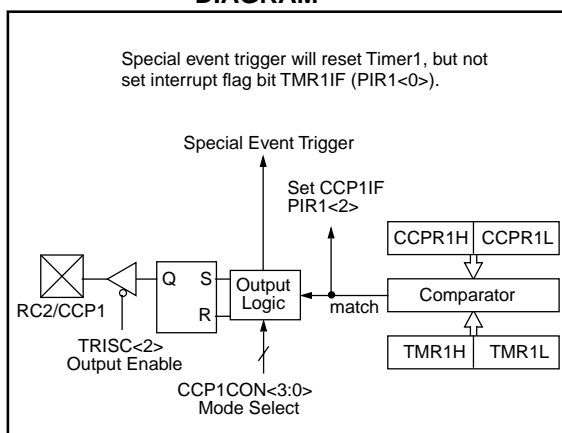 DIAGRAM
Special event trigger will reset Timer1, but not
set interrupt flag bit TMR1IF (PIR1<0>).
Special Event Trigger
Set CCP1IF
PIR1<2>
CCPR1H CCPR1L
Q S
R
Output
Logic
match
Comparator
RC2/CCP1
TRISC<2>
Output Enable
TMR1H TMR1L
CCP1CON<3:0>
Mode Select